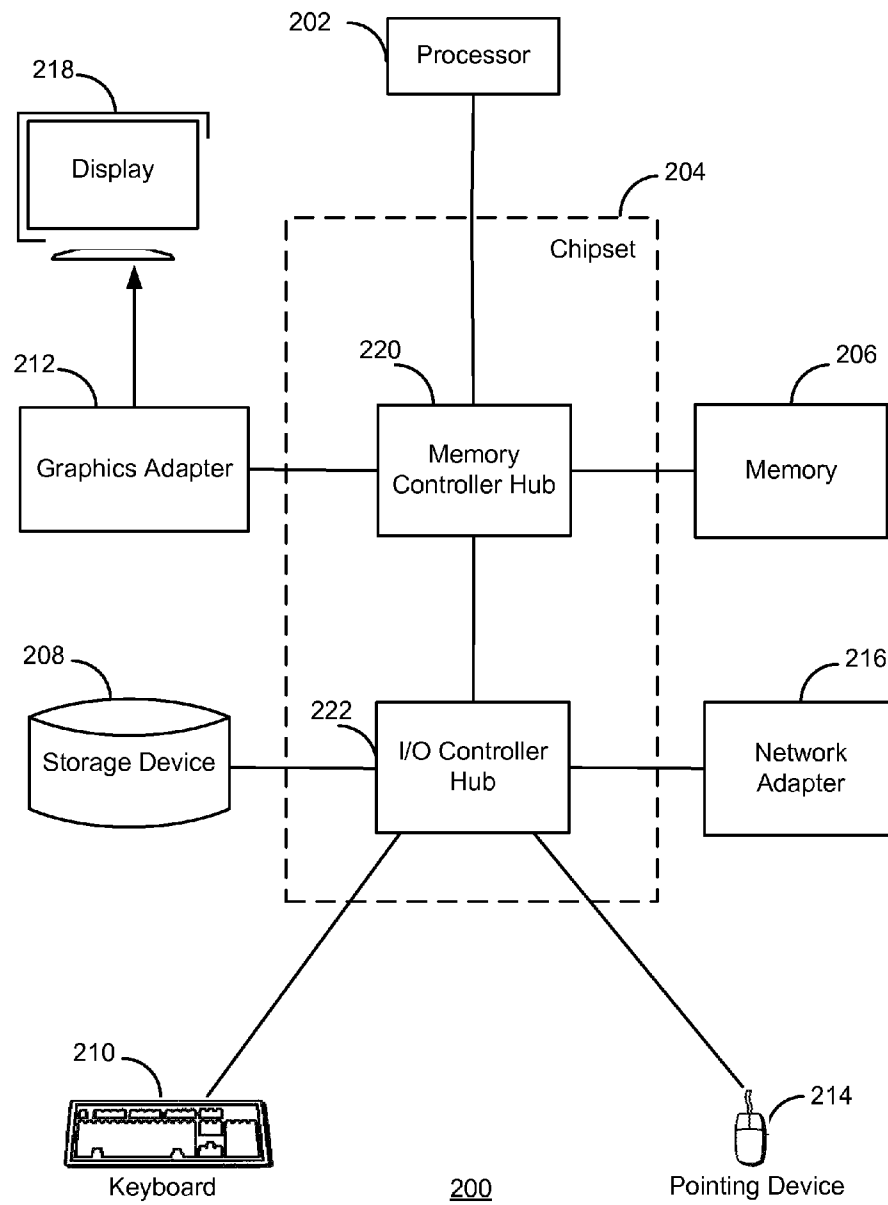 202
Processor
218
Display
204
Chipset
212
220
206
Graphics Adapter
Memory
Controller Hub
Memory
208
222
216
Storage Device
I/O Controller
Hub
Network
Adapter
210
214
Keyboard
200
Pointing Device